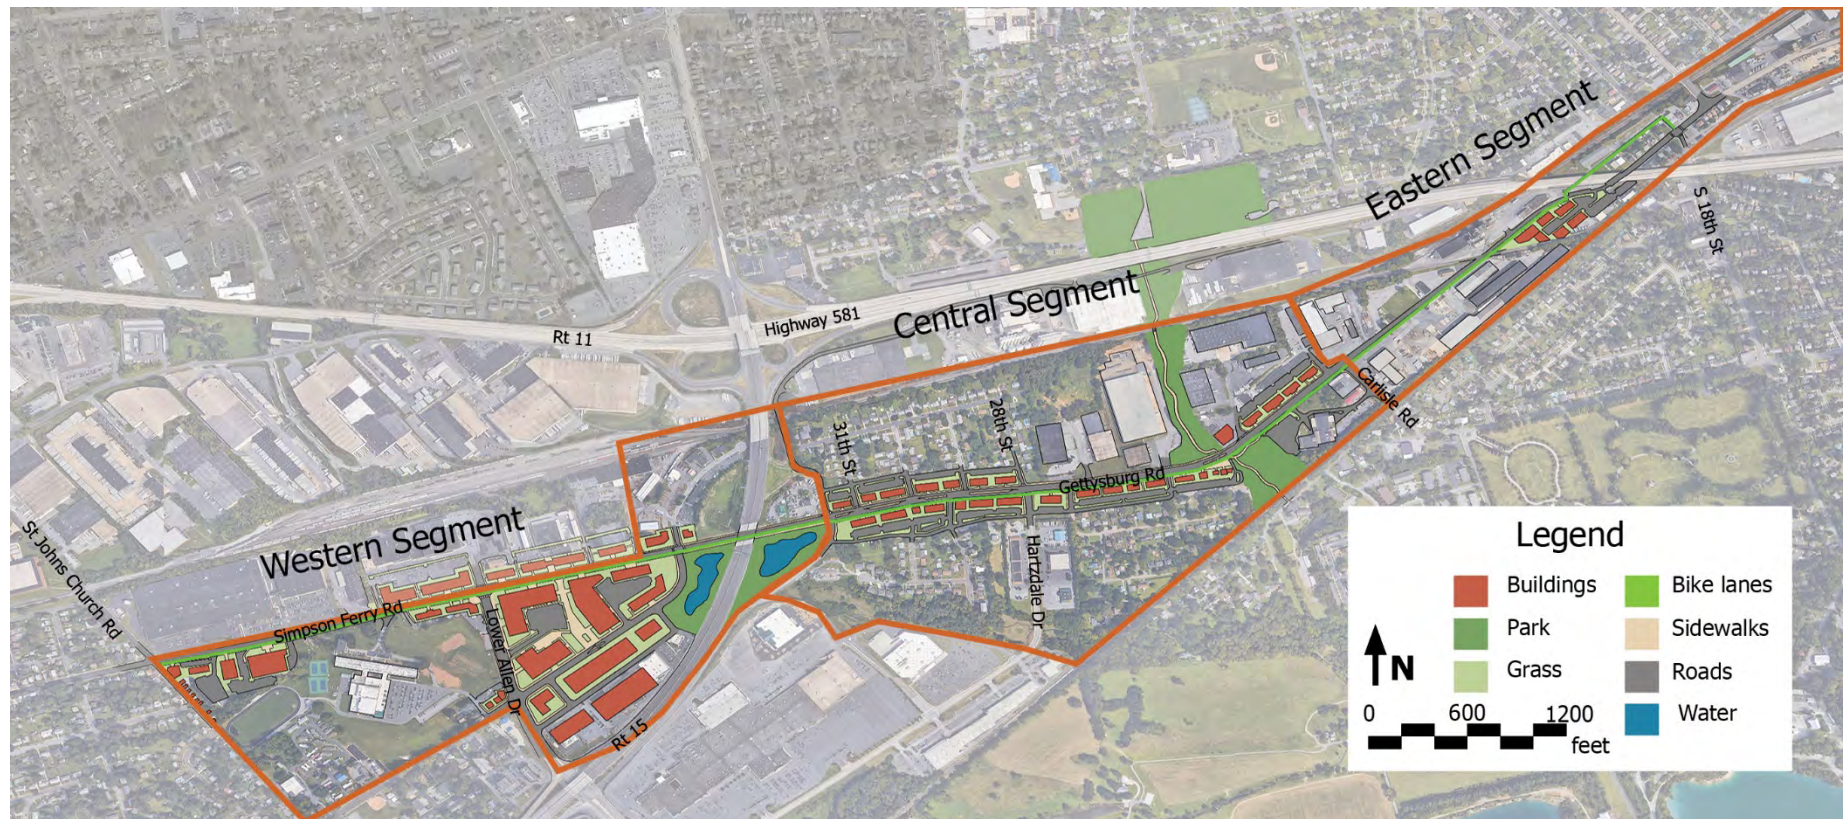 Eastern Segment
S 18th St
Central Segment
Highway 581
Rt 11
Carlisle Rd
28th St
31th St
Gettysburg Rd
Western Segment
Hartzdale Dr
St Johns Church Rd
Simpson Ferry Rd
Lower Allen Dr
Rt 15
Legend
Buildings
Bike lanes
Park
Sidewalks
Grass
Roads
Water
N
0 600 1200
feet